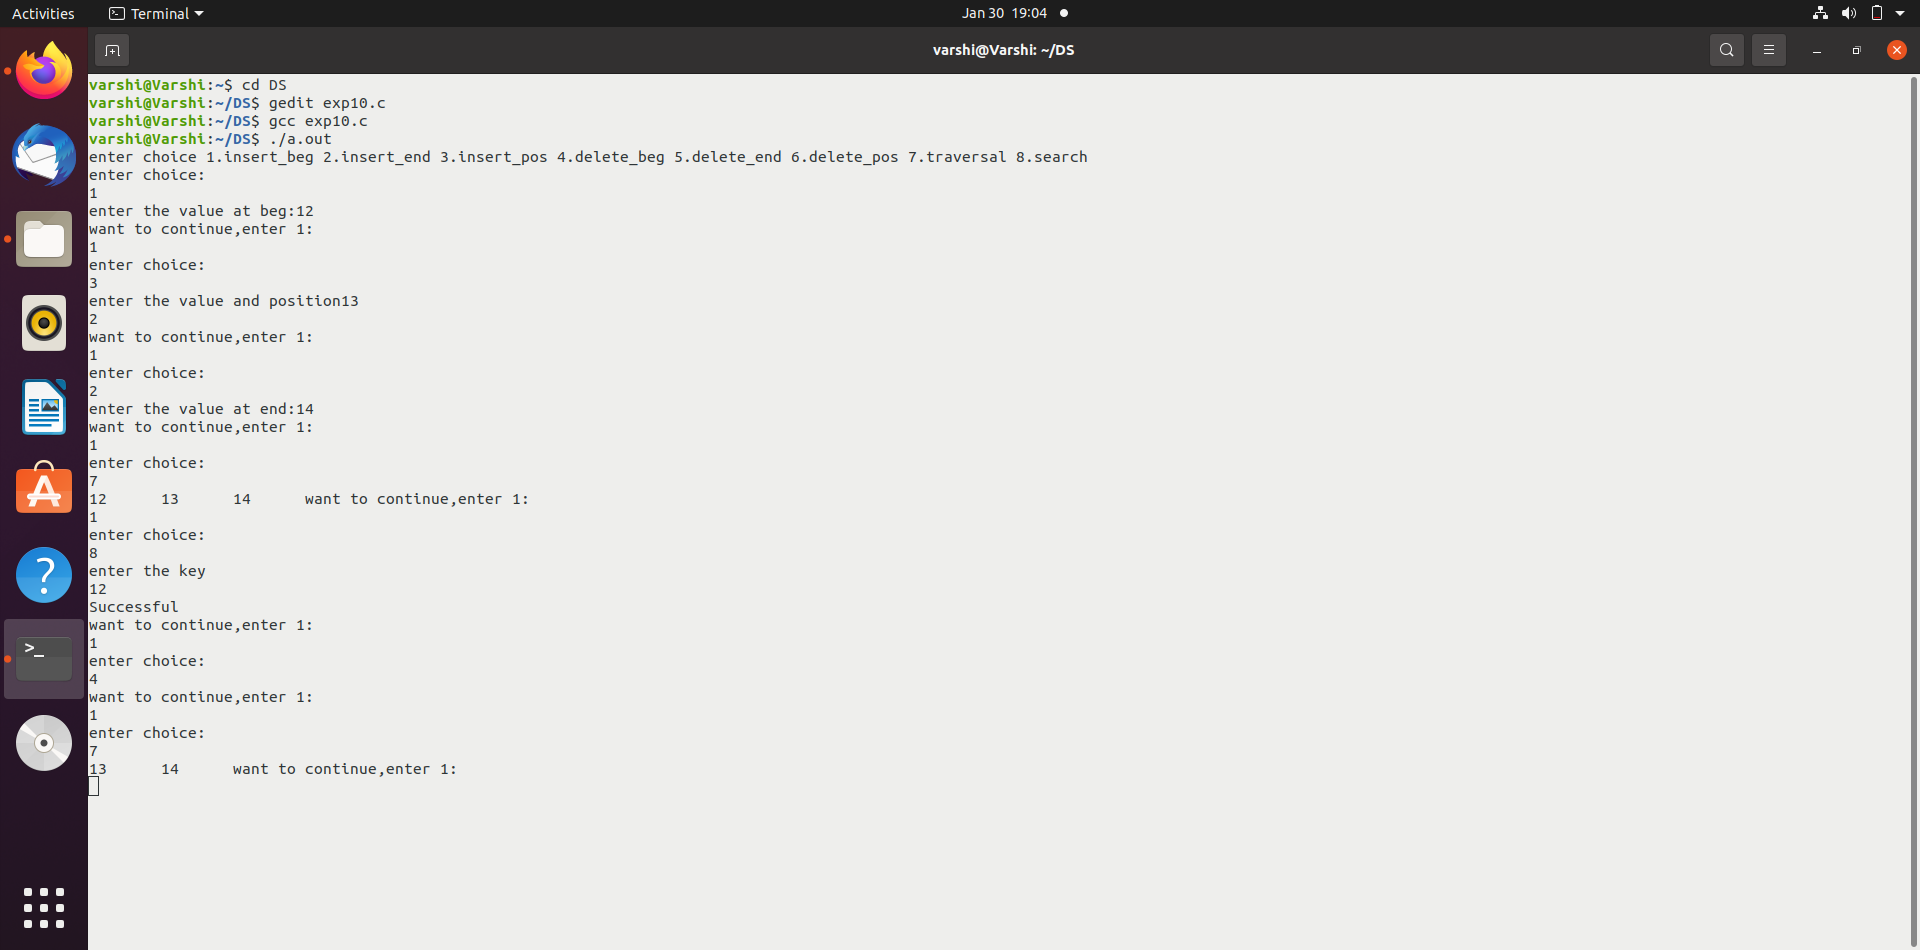 Activities Terminal Jan 30 19:04
varshi@Varshi: ~/DS
varshi@Varshi:~$ cd DS
varshi@Varshi:~/DS$ gedit exp10.c
varshi@Varshi:~/DS$ gcc exp10.c
varshi@Varshi:~/DS$ ./a.out
enter choice 1.insert_beg 2.insert_end 3.insert_pos 4.delete_beg 5.delete_end 6.delete_pos 7.traversal 8.search
enter choice:
1
enter the value at beg:12
want to continue,enter 1:
1
enter choice:
3
enter the value and position13
2
want to continue,enter 1:
1
enter choice:
2
enter the value at end:14
want to continue,enter 1:
1
enter choice:
7
12      13      14      want to continue,enter 1:
1
enter choice:
8
enter the key
12
Successful
want to continue,enter 1:
1
enter choice:
4
want to continue,enter 1:
1
enter choice:
7
13      14      want to continue,enter 1: